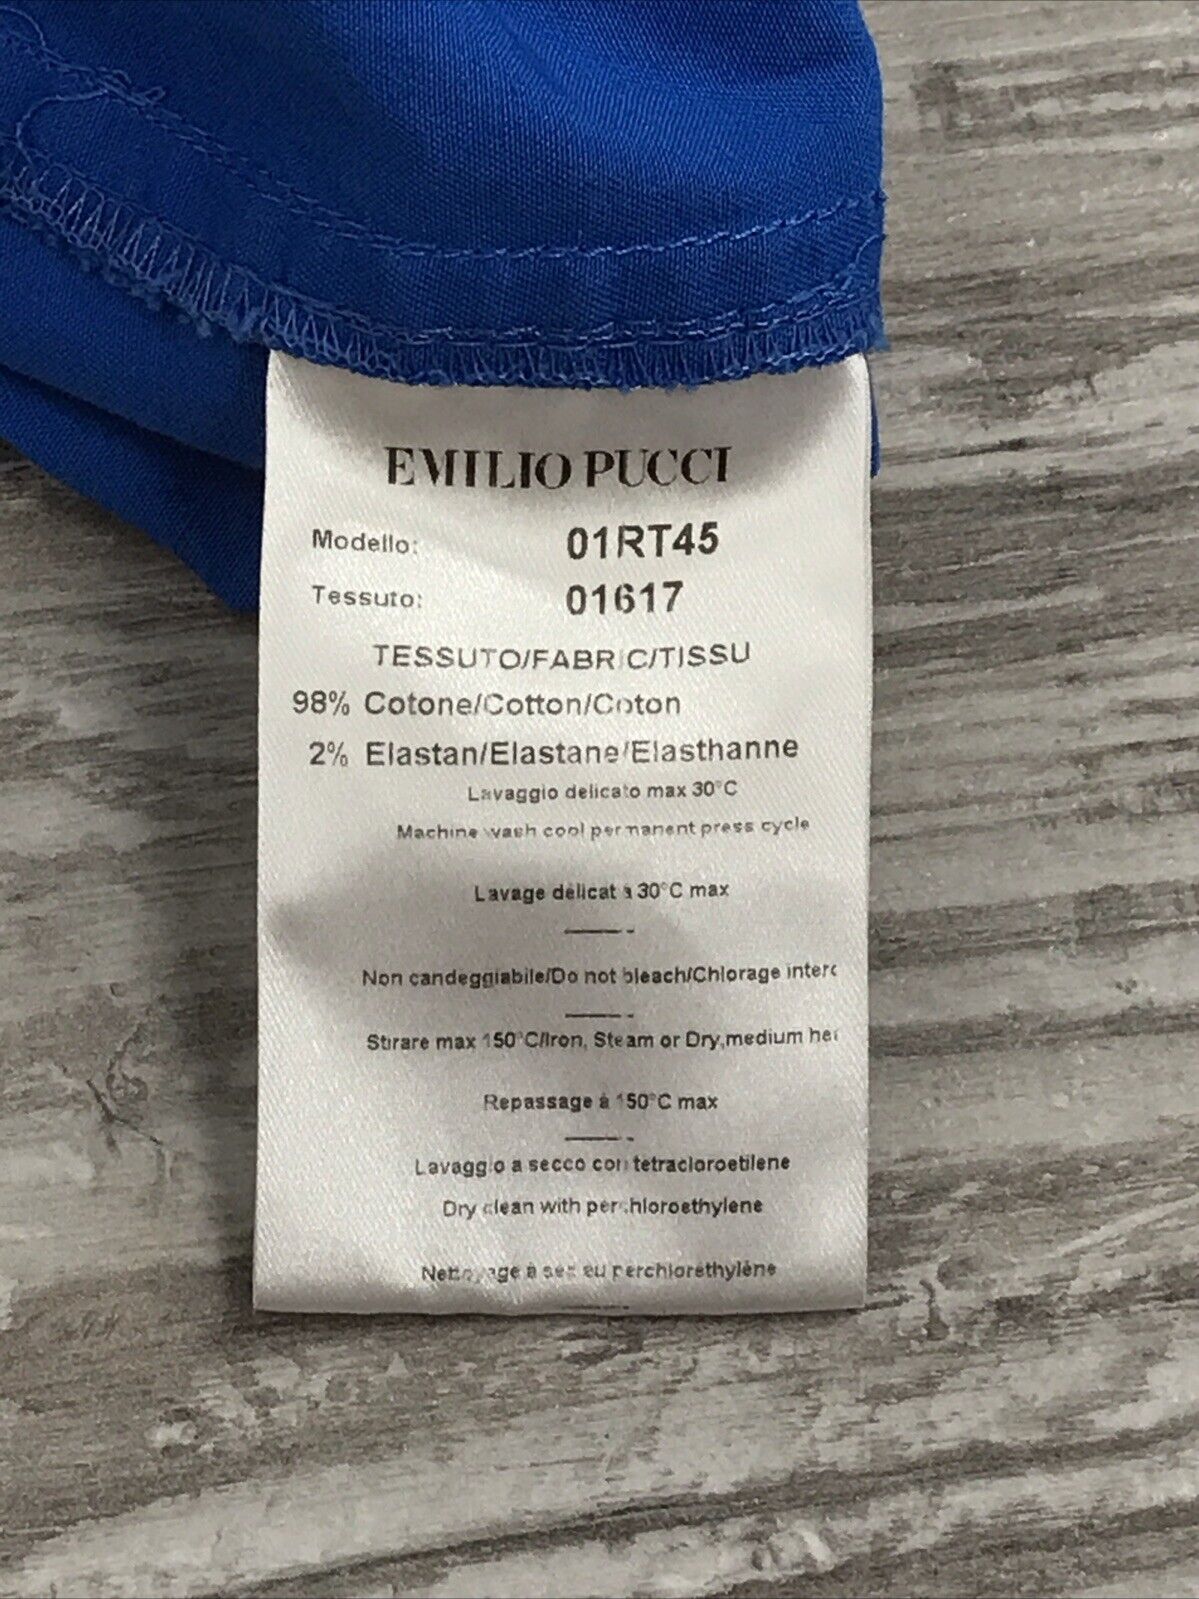 EMILIO PUCCI
Modello: 01RT45
Tessuto: 01617
TESSUTO/FABRIC/TISSU
98% Cotone/Cotton/Coton
2% Elastan/Elastane/Elasthanne
Lavaggio delicato max 30°C
Machine wash cool permanent press cycle
Lavage délicat à 30°C max
Non candeggiabile/Do not bleach/Chlorage interc
Stirare max 150°C/Iron, Steam or Dry,medium hea
Repassage à 150°C max
Lavaggio a secco con tetracloroetilene
Dry clean with perchloroethylene
Nettoyage à sec au perchloréthylène